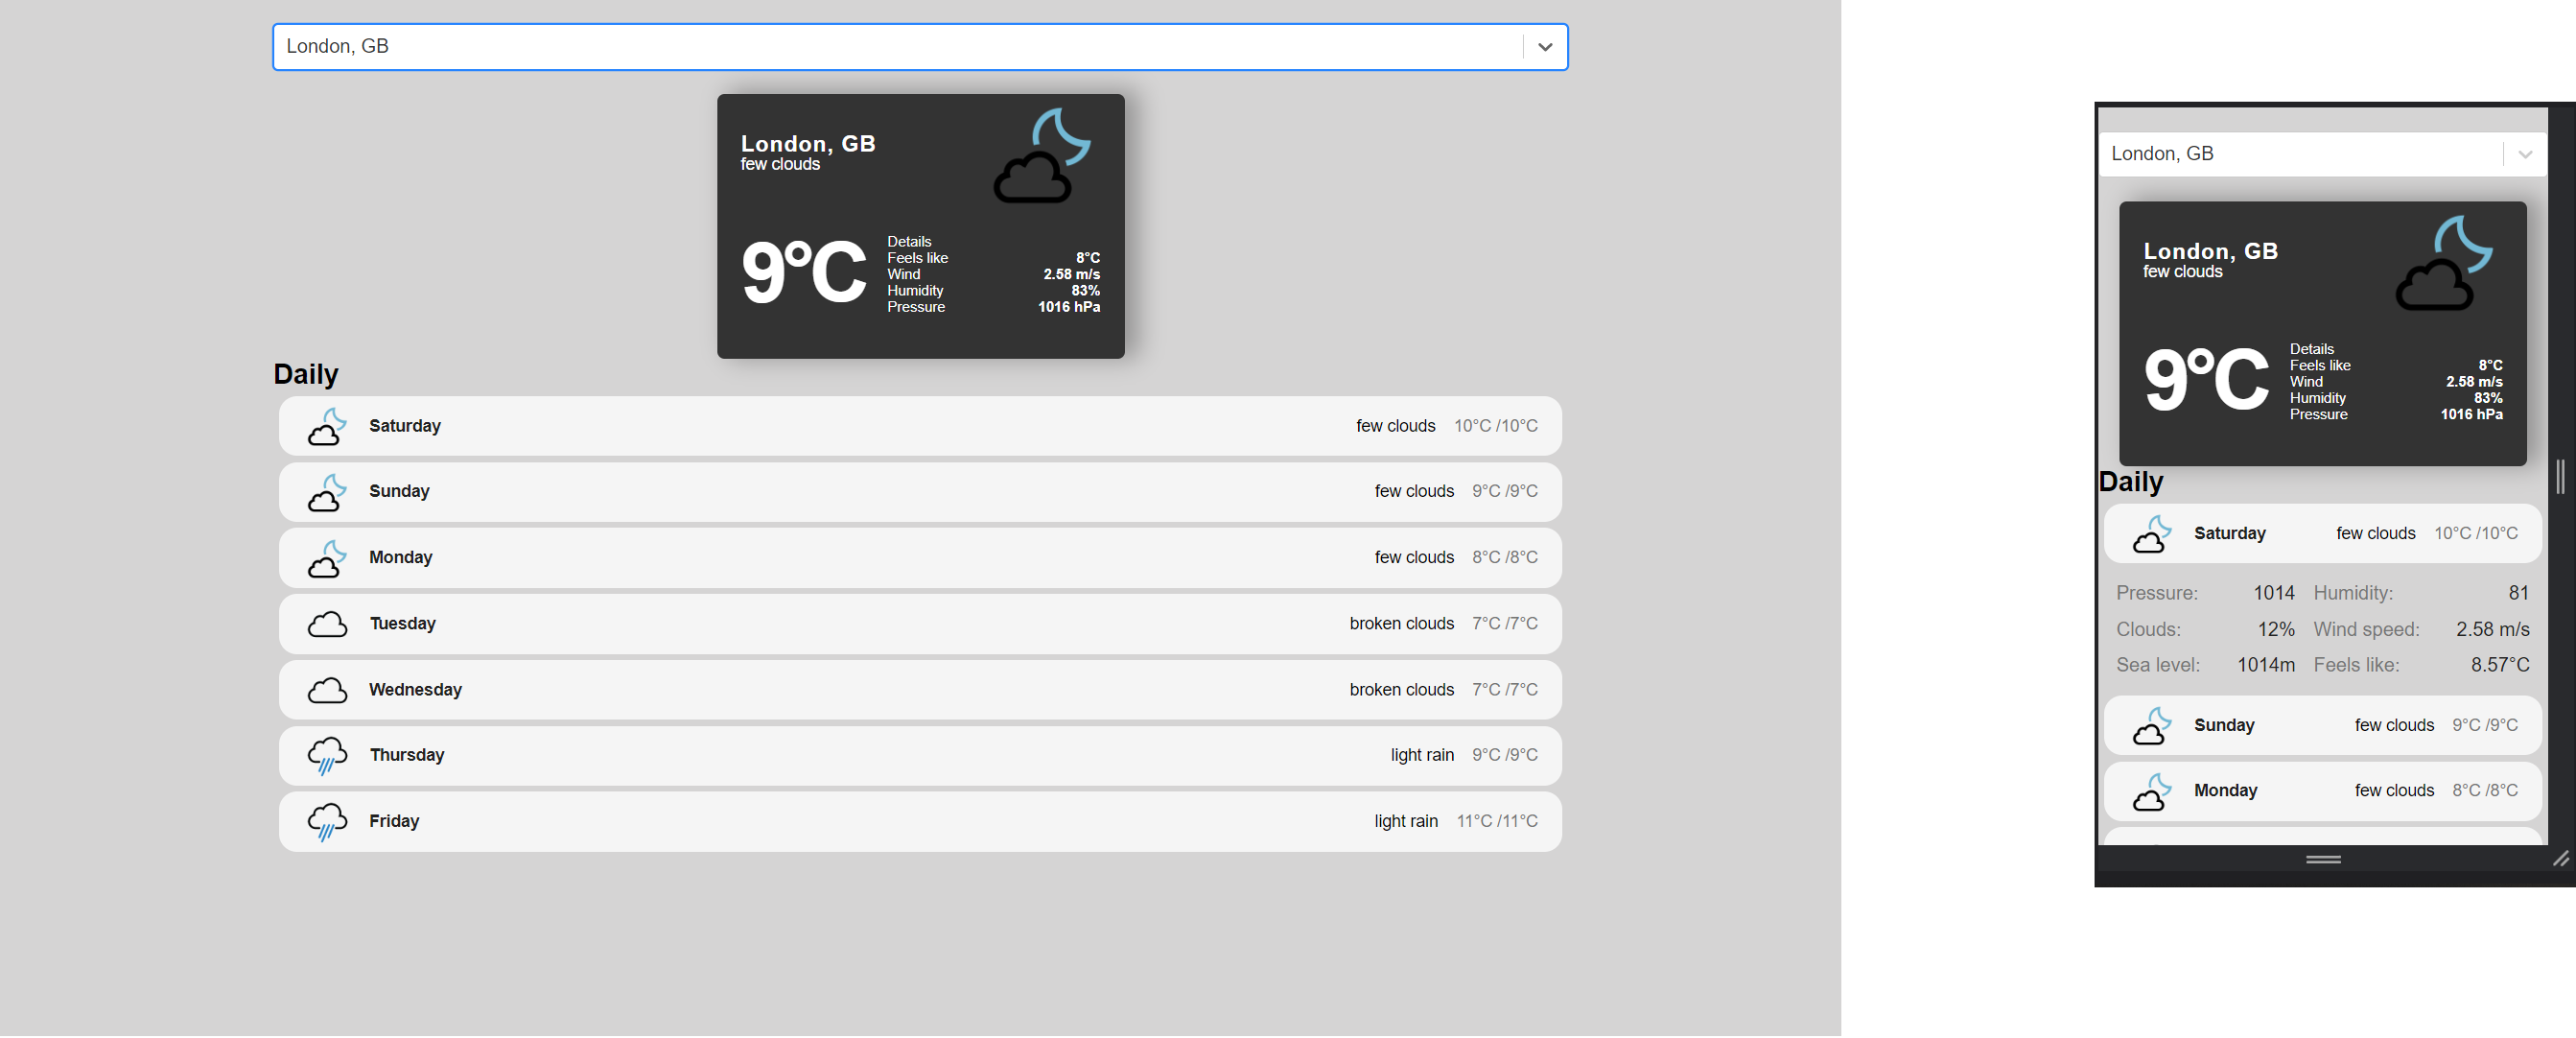 London, GB
London, GB
few clouds
9°C
Details
Feels like 8°C
Wind 2.58 m/s
Humidity 83%
Pressure 1016 hPa
Daily
Saturday few clouds 10°C /10°C
Sunday few clouds 9°C /9°C
Monday few clouds 8°C /8°C
Tuesday broken clouds 7°C /7°C
Wednesday broken clouds 7°C /7°C
Thursday light rain 9°C /9°C
Friday light rain 11°C /11°C
London, GB
London, GB
few clouds
9°C
Details
Feels like 8°C
Wind 2.58 m/s
Humidity 83%
Pressure 1016 hPa
Daily
Saturday few clouds 10°C /10°C
Pressure: 1014 Humidity: 81
Clouds: 12% Wind speed: 2.58 m/s
Sea level: 1014m Feels like: 8.57°C
Sunday few clouds 9°C /9°C
Monday few clouds 8°C /8°C